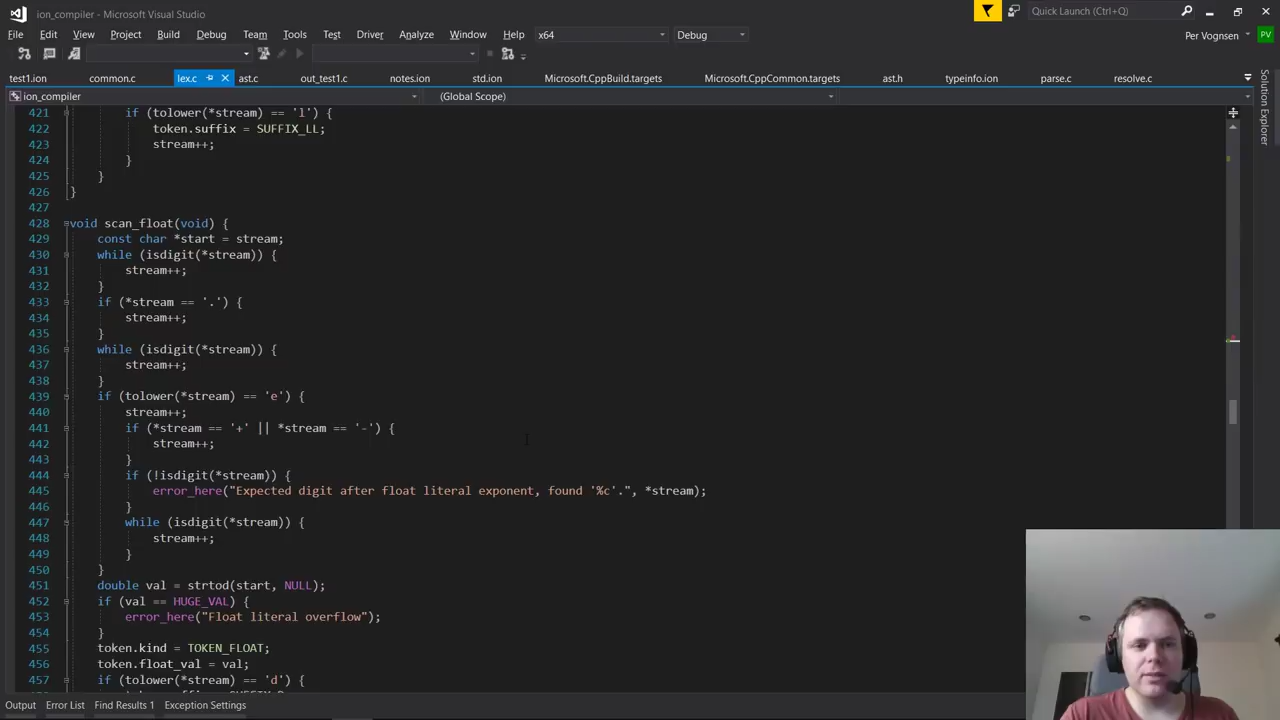 ion_compiler - Microsoft Visual Studio
Quick Launch (Ctrl+Q)
File Edit View Project Build Debug Team Tools Test Driver Analyze Window Help x64 Debug
Per Vognsen PV
test1.ion common.c lex.c ast.c out_test1.c notes.ion std.ion Microsoft.CppBuild.targets Microsoft.CppCommon.targets ast.h typeinfo.ion parse.c resolve.c
ion_compiler (Global Scope)
Solution Explorer
421 if (tolower(*stream) == 'l') {
422 token.suffix = SUFFIX_LL;
423 stream++;
424 }
425 }
426 }
427
428 void scan_float(void) {
429 const char *start = stream;
430 while (isdigit(*stream)) {
431 stream++;
432 }
433 if (*stream == '.') {
434 stream++;
435 }
436 while (isdigit(*stream)) {
437 stream++;
438 }
439 if (tolower(*stream) == 'e') {
440 stream++;
441 if (*stream == '+' || *stream == '-') {
442 stream++;
443 }
444 if (!isdigit(*stream)) {
445 error_here("Expected digit after float literal exponent, found '%c'.", *stream);
446 }
447 while (isdigit(*stream)) {
448 stream++;
449 }
450 }
451 double val = strtod(start, NULL);
452 if (val == HUGE_VAL) {
453 error_here("Float literal overflow");
454 }
455 token.kind = TOKEN_FLOAT;
456 token.float_val = val;
457 if (tolower(*stream) == 'd') {
Output Error List Find Results 1 Exception Settings